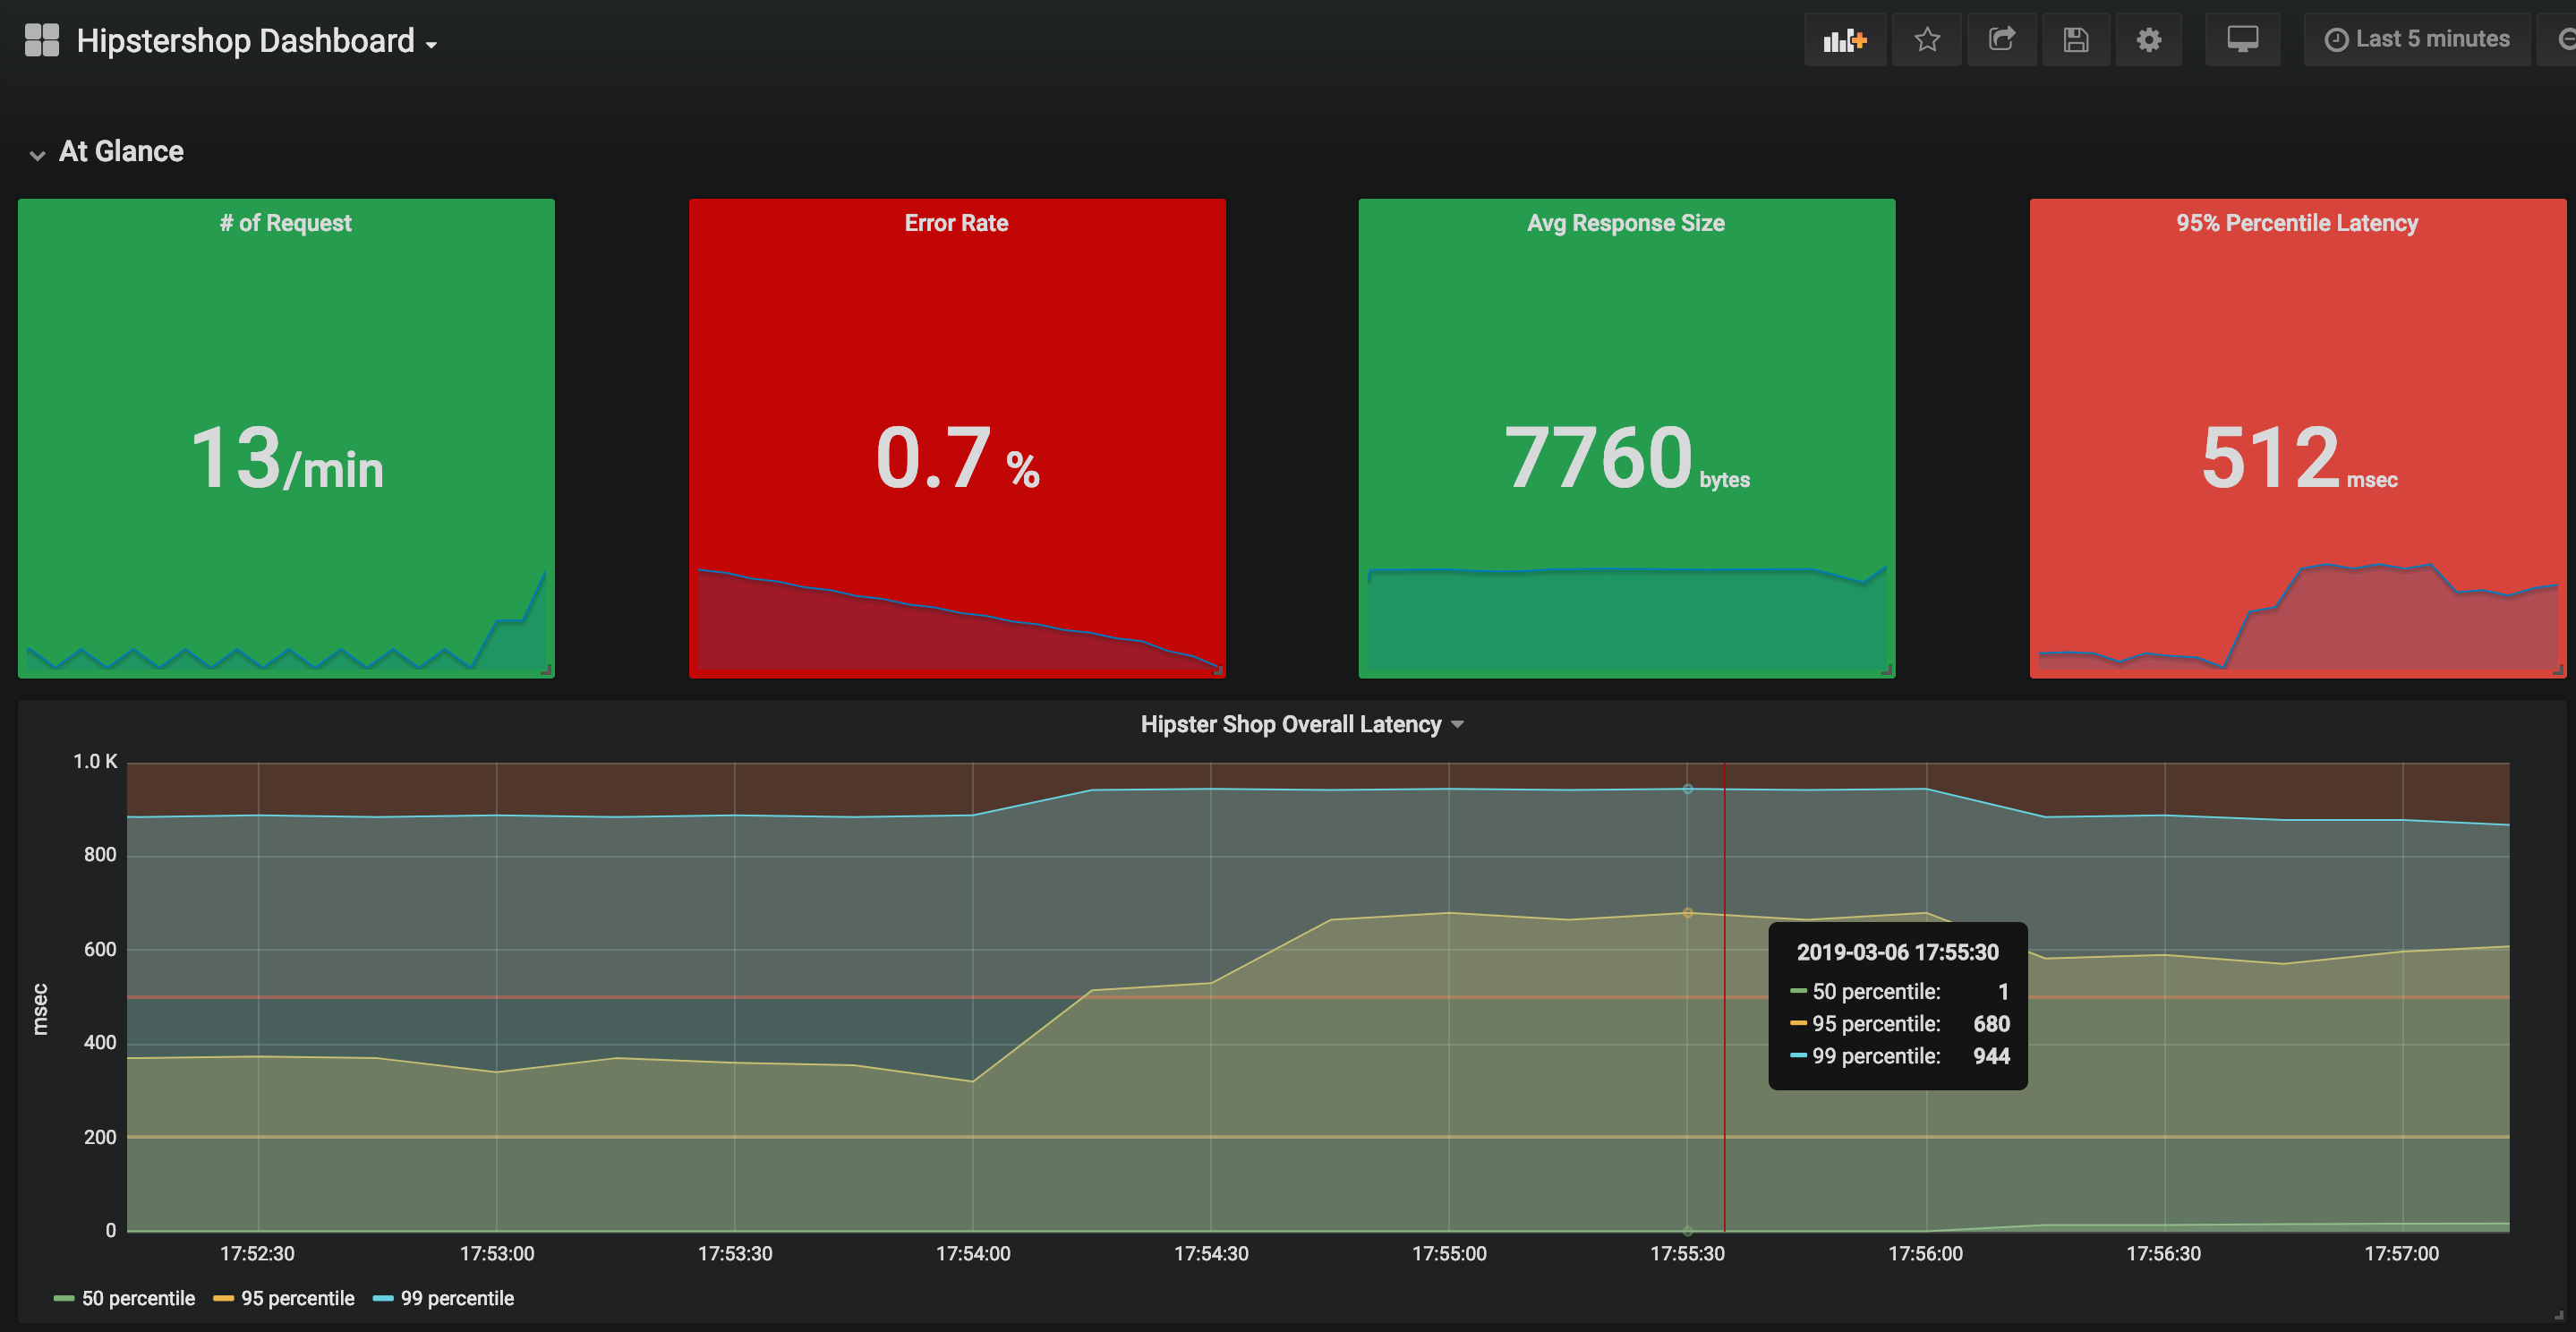 Hipstershop Dashboard
Last 5 minutes
At Glance
# of Request
Error Rate
Avg Response Size
95% Percentile Latency
13/min
0.7 %
7760 bytes
512 msec
Hipster Shop Overall Latency
1.0 K
800
600
400
200
0
msec
2019-03-06 17:55:30
50 percentile: 1
95 percentile: 680
99 percentile: 944
17:52:30 17:53:00 17:53:30 17:54:00 17:54:30 17:55:00 17:55:30 17:56:00 17:56:30 17:57:00
50 percentile 95 percentile 99 percentile